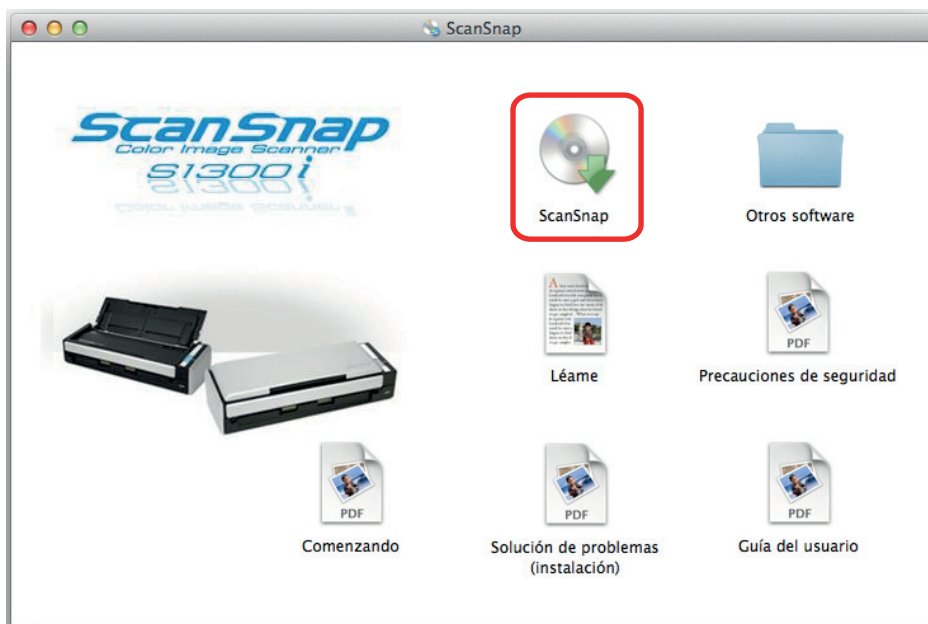 ScanSnap
ScanSnap
Color Image Scanner
S1300i
ScanSnap
Otros software
Léame
PDF
Precauciones de seguridad
PDF
Comenzando
PDF
Solución de problemas
(instalación)
PDF
Guía del usuario